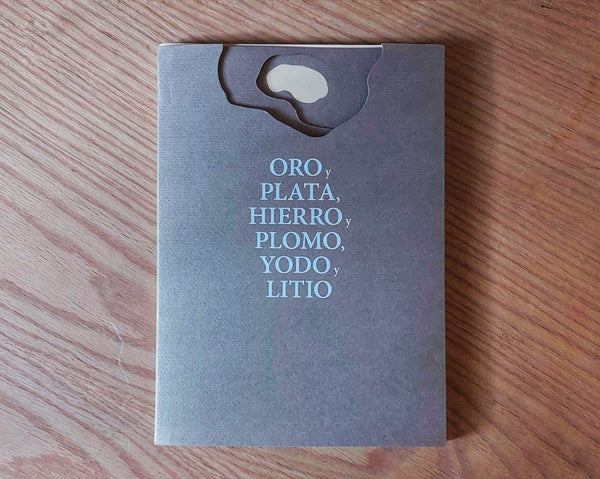 ORO y
PLATA,
HIERRO y
PLOMO,
YODO y
LITIO